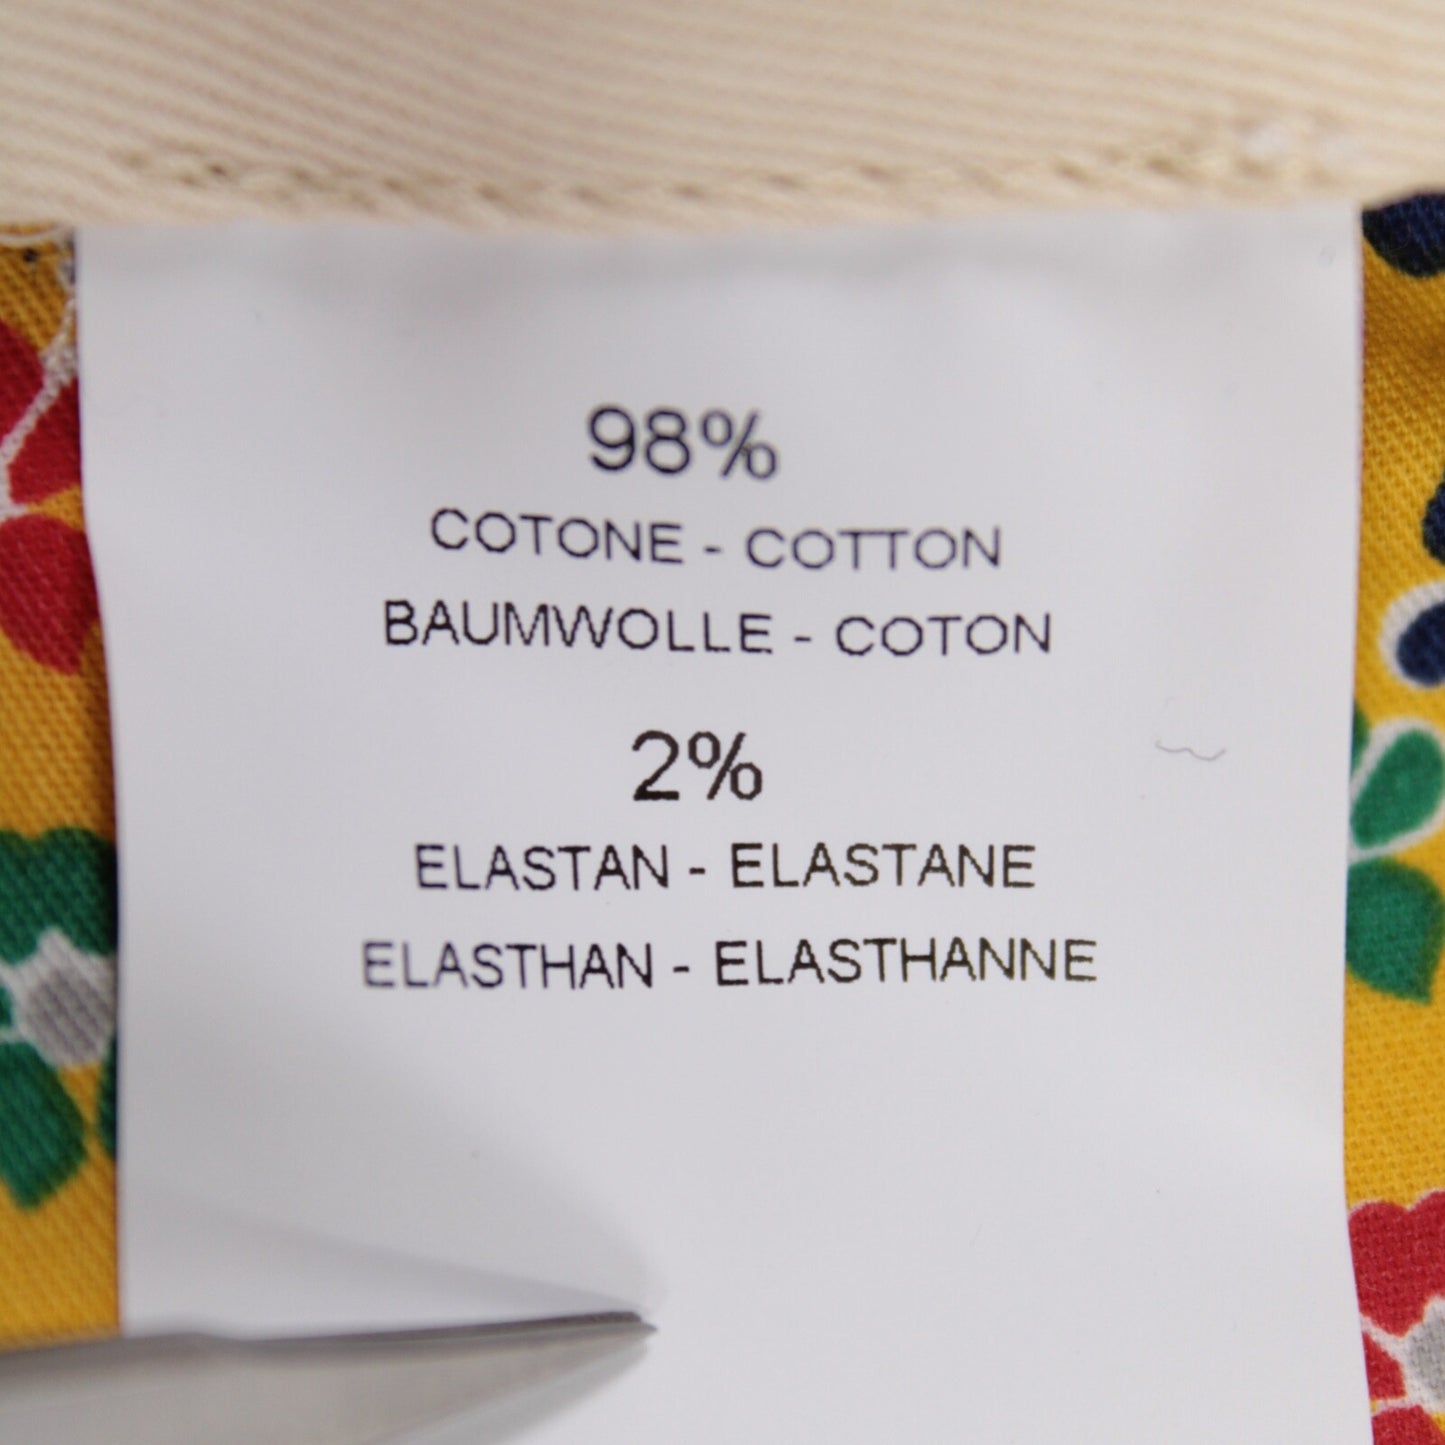 98%
COTONE - COTTON
BAUMWOLLE - COTON
2%
ELASTAN - ELASTANE
ELASTHAN - ELASTHANNE